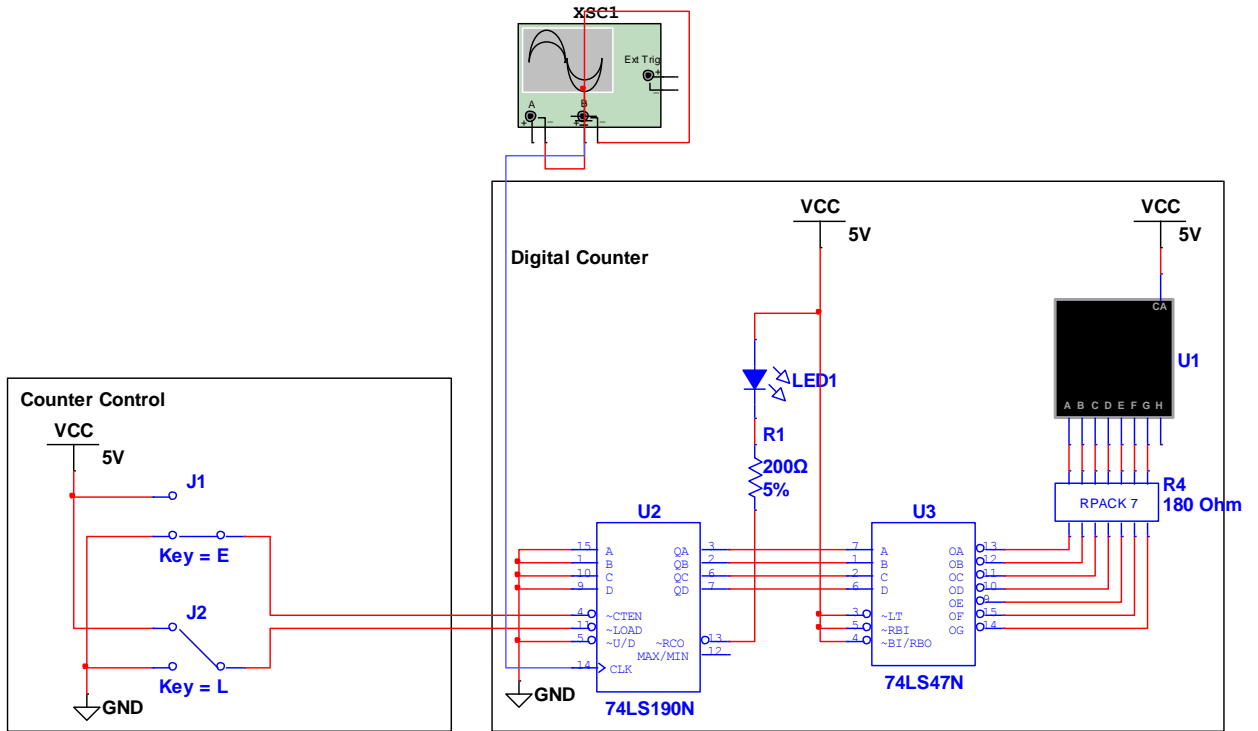 XSC1
Ext Trig
+
_
A
B
+ _ + _
VCC
5V
VCC
5V
Digital Counter
CA
U1
LED1
A B C D E F G H
Counter Control
VCC
5V
R1
200Ω
5%
J1
R4
RPACK 7
180 Ohm
U2
U3
Key = E
15 A QA 3
1 B QB 2
10 C QC 6
9 D QD 7
4 ~CTEN
11 ~LOAD
5 ~U/D ~RCO 13
MAX/MIN 12
14 CLK
7 A OA 13
1 B OB 12
2 C OC 11
6 D OD 10
OE 9
3 ~LT OF 15
5 ~RBI OG 14
4 ~BI/RBO
J2
Key = L
GND
GND
74LS190N
74LS47N